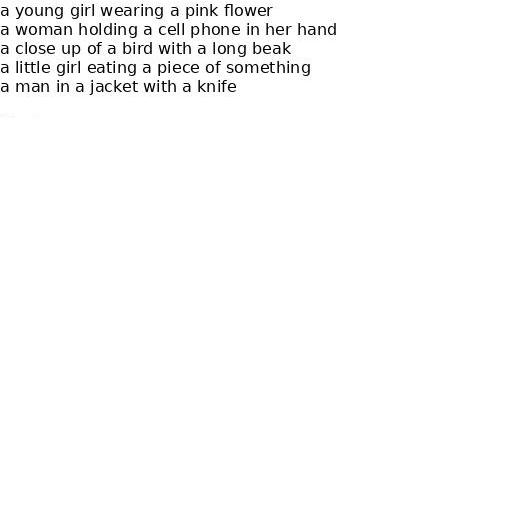 a young girl wearing a pink flower
a woman holding a cell phone in her hand
a close up of a bird with a long beak
a little girl eating a piece of something
a man in a jacket with a knife